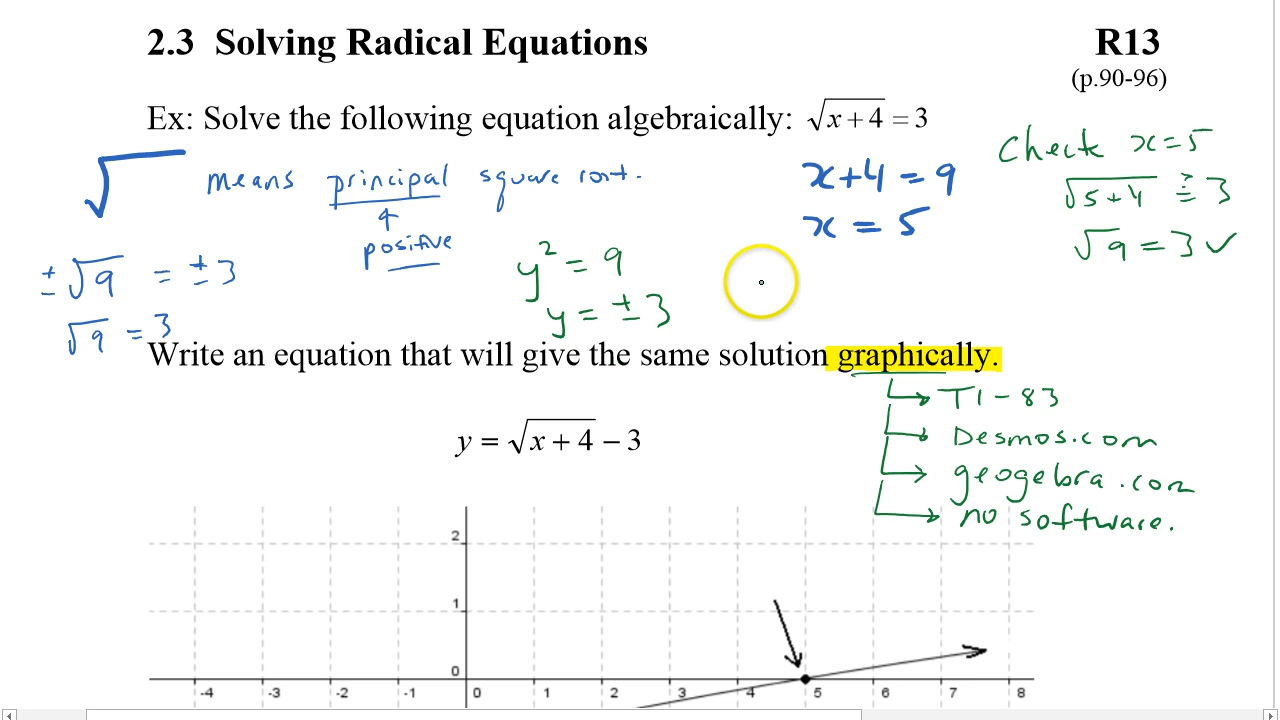 2.3 Solving Radical Equations R13
(p.90-96)
Ex: Solve the following equation algebraically: √(x+4) = 3
√ means principal square root.
positive
±√9 = ±3
√9 = 3
y² = 9
y = ±3
x+4 = 9
x = 5
Check x=5
√(5+4) ≟ 3
√9 = 3 ✓
Write an equation that will give the same solution graphically.
TI-83
Desmos.com
geogebra.com
no software.
y = √(x+4) − 3
2
1
0
-4 -3 -2 -1 0 1 2 3 4 5 6 7 8